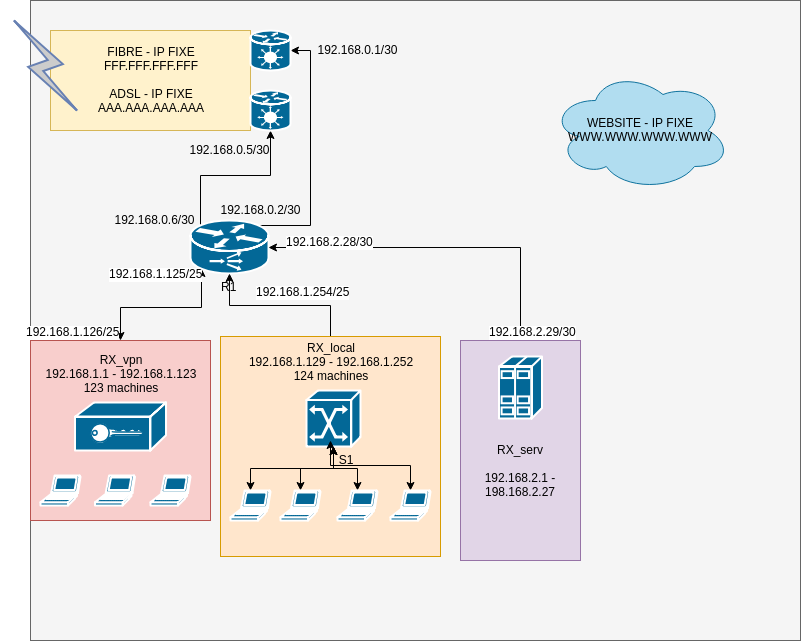 FIBRE - IP FIXE
FFF.FFF.FFF.FFF
ADSL - IP FIXE
AAA.AAA.AAA.AAA
192.168.0.1/30
WEBSITE - IP FIXE
WWW.WWW.WWW.WWW
192.168.0.5/30
192.168.0.6/30
192.168.0.2/30
192.168.2.28/30
192.168.1.125/25
R1
192.168.1.254/25
192.168.1.126/25
192.168.2.29/30
RX_vpn
192.168.1.1 - 192.168.1.123
123 machines
RX_local
192.168.1.129 - 192.168.1.252
124 machines
S1
RX_serv
192.168.2.1 -
198.168.2.27